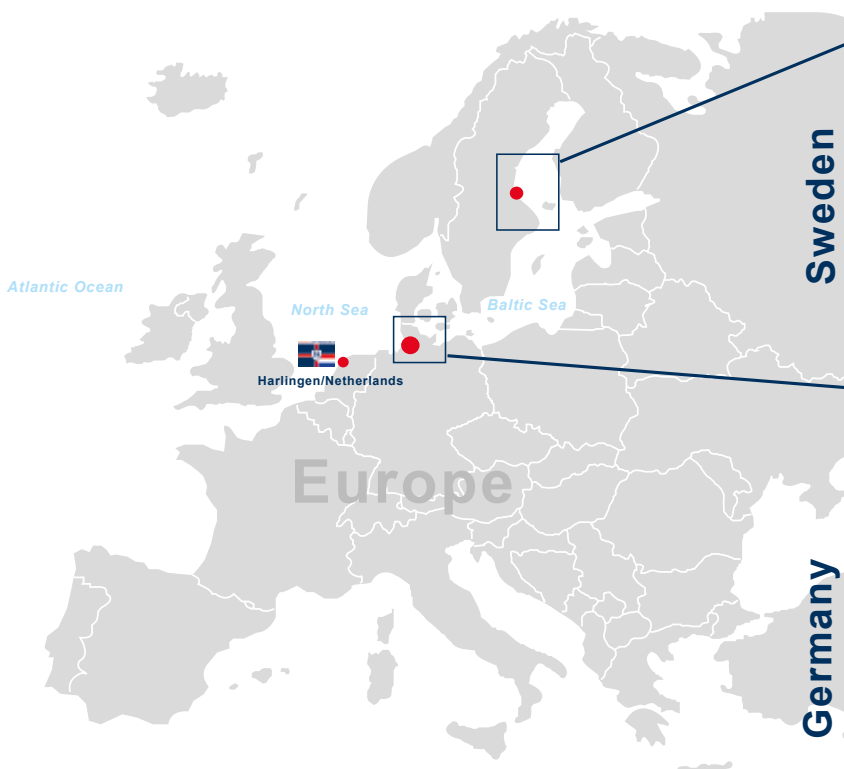 Sweden
Atlantic Ocean
North Sea
Baltic Sea
Harlingen/Netherlands
Europe
Germany